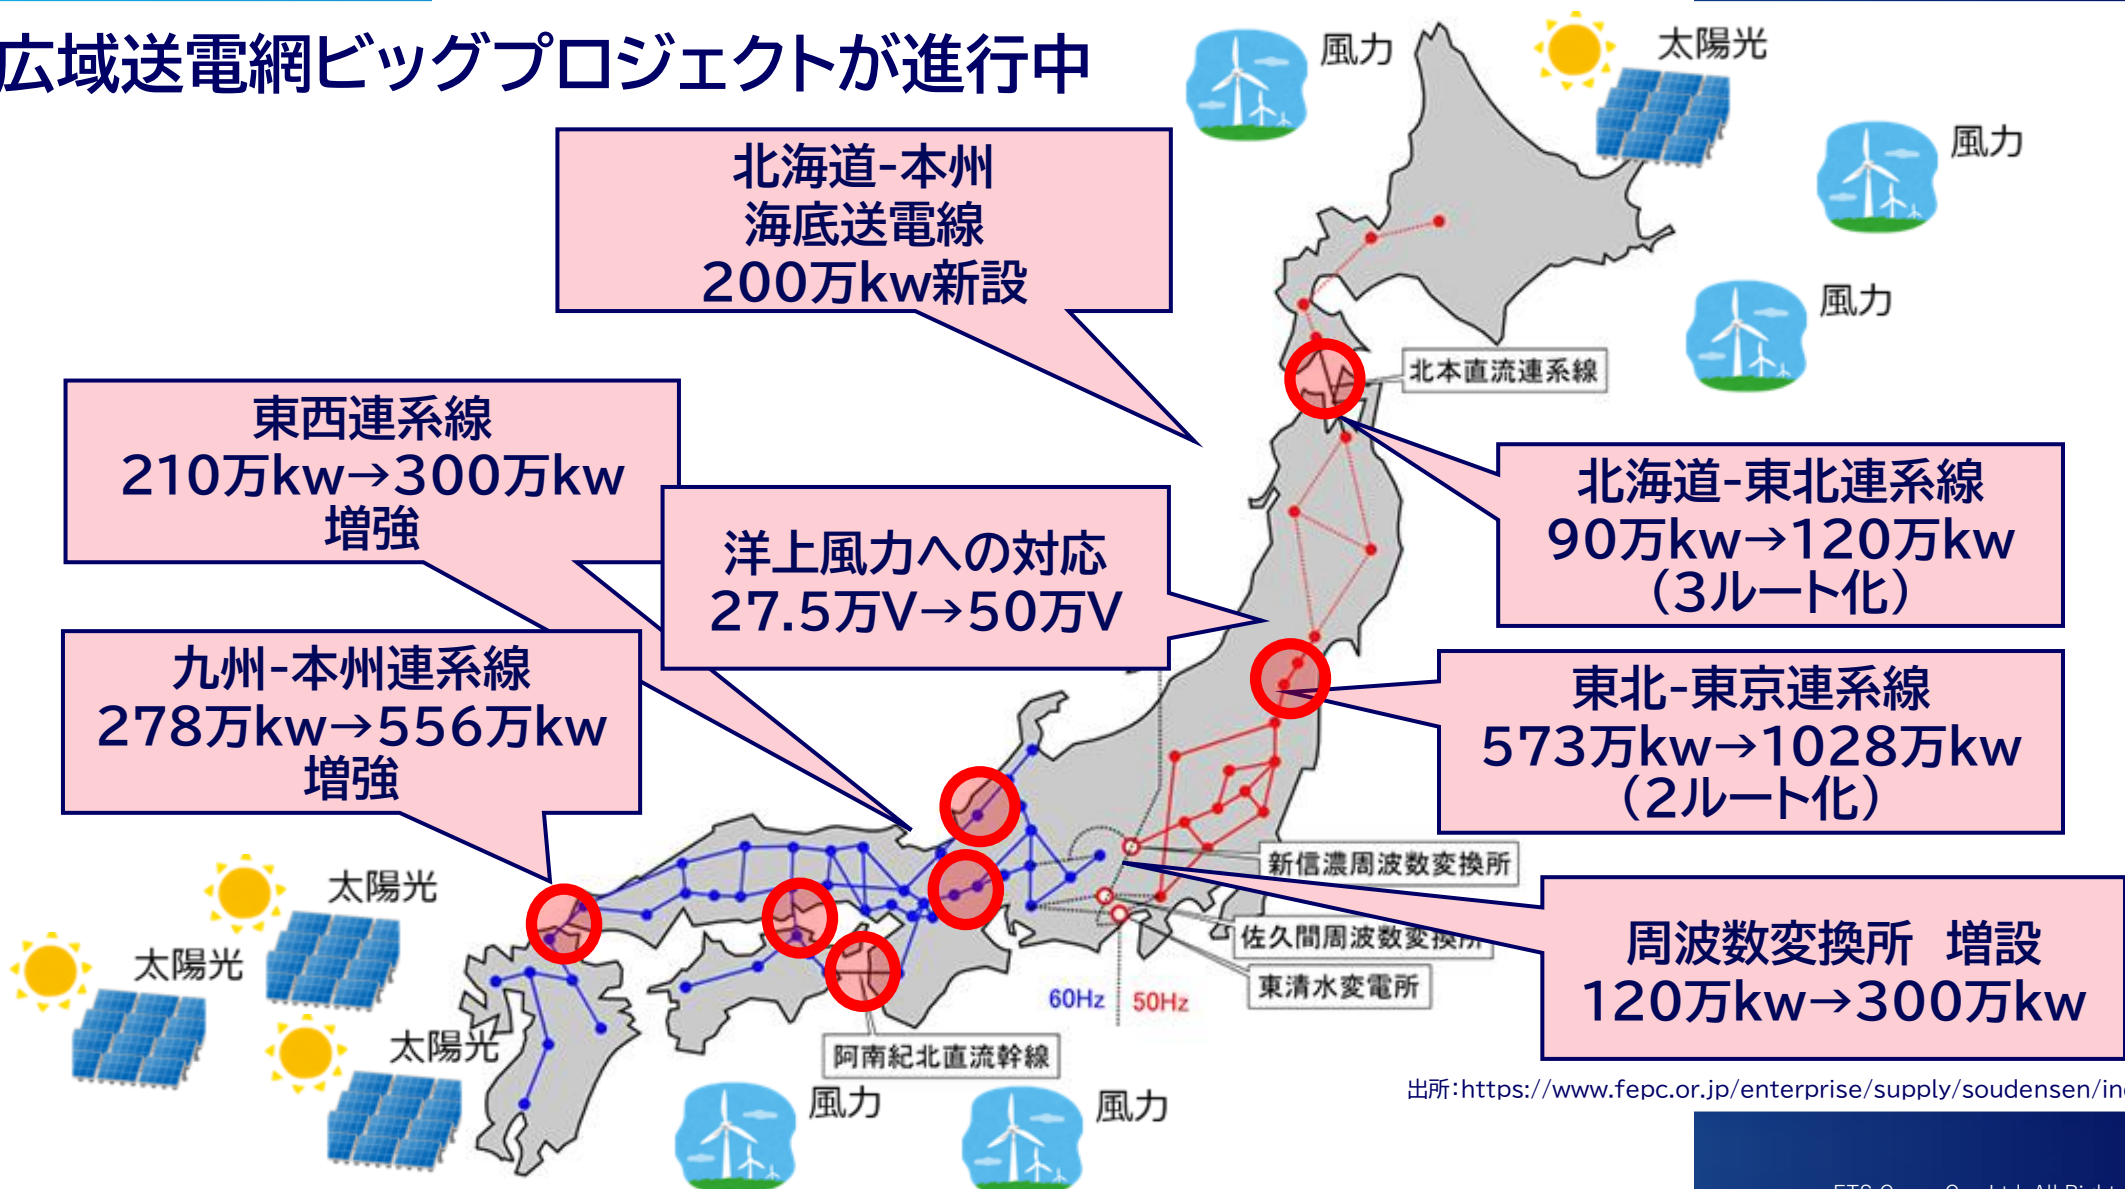 広域送電網ビッグプロジェクトが進行中
風力
太陽光
風力
風力
北海道-本州
海底送電線
200万kw新設
北本直流連系線
東西連系線
210万kw→300万kw
増強
洋上風力への対応
27.5万V→50万V
北海道-東北連系線
90万kw→120万kw
(3ルート化)
九州-本州連系線
278万kw→556万kw
増強
東北-東京連系線
573万kw→1028万kw
(2ルート化)
新信濃周波数変換所
佐久間周波数変換所
東清水変電所
周波数変換所 増設
120万kw→300万kw
太陽光
太陽光
太陽光
60Hz
50Hz
阿南紀北直流幹線
風力
風力
出所:https://www.fepc.or.jp/enterprise/supply/soudensen/